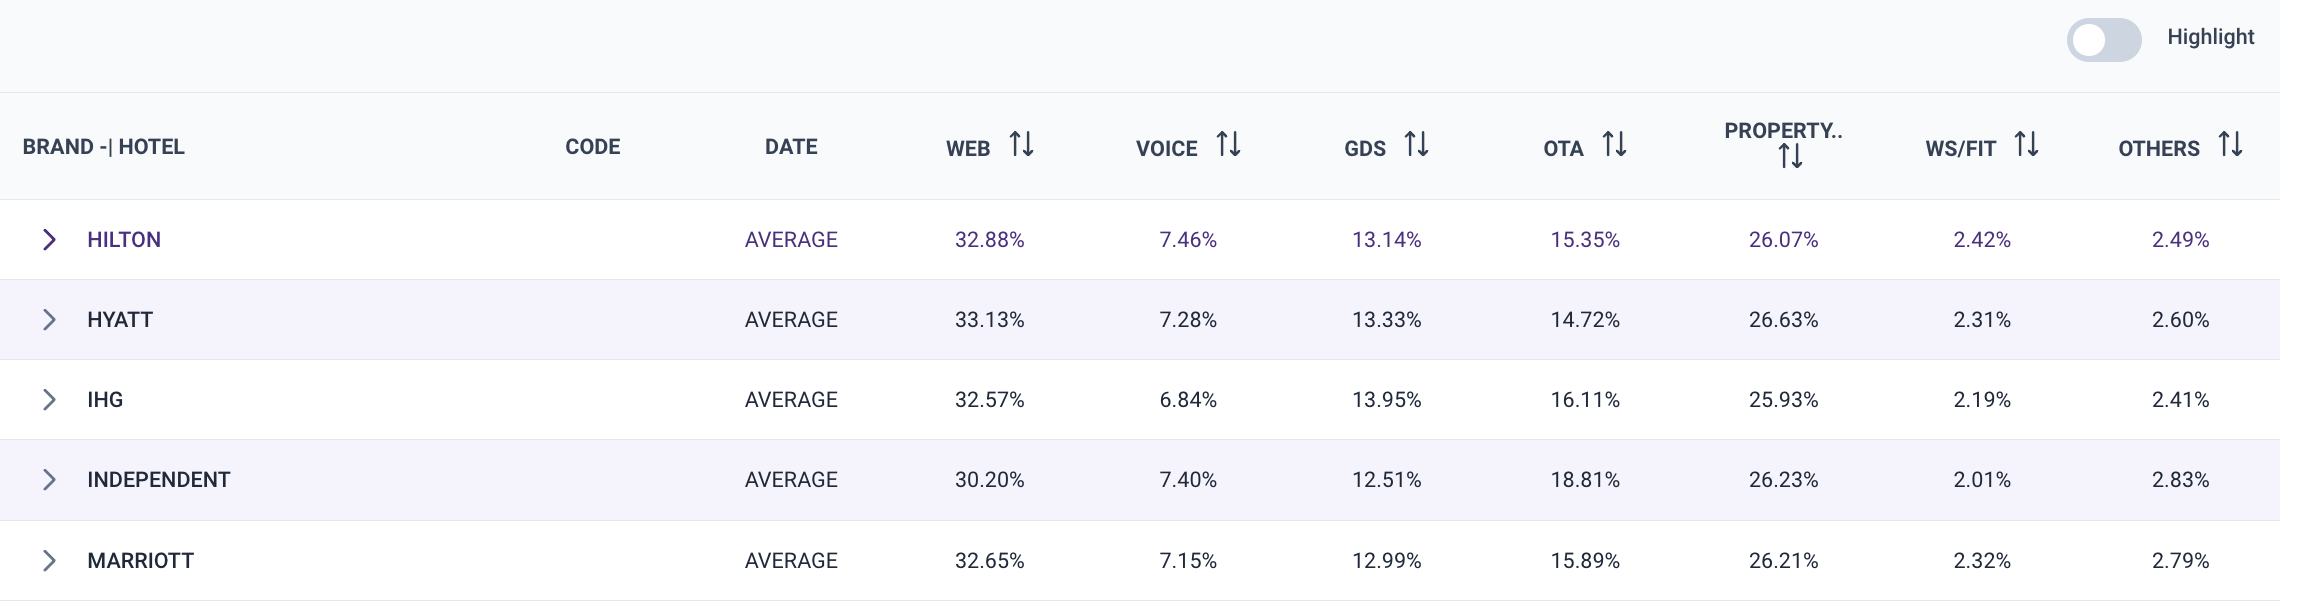 Highlight
BRAND -| HOTEL CODE DATE WEB VOICE GDS OTA PROPERTY.. WS/FIT OTHERS
HILTON AVERAGE 32.88% 7.46% 13.14% 15.35% 26.07% 2.42% 2.49%
HYATT AVERAGE 33.13% 7.28% 13.33% 14.72% 26.63% 2.31% 2.60%
IHG AVERAGE 32.57% 6.84% 13.95% 16.11% 25.93% 2.19% 2.41%
INDEPENDENT AVERAGE 30.20% 7.40% 12.51% 18.81% 26.23% 2.01% 2.83%
MARRIOTT AVERAGE 32.65% 7.15% 12.99% 15.89% 26.21% 2.32% 2.79%